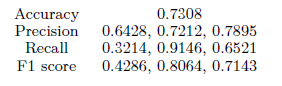 Accuracy 0.7308
Precision 0.6428, 0.7212, 0.7895
Recall 0.3214, 0.9146, 0.6521
F1 score 0.4286, 0.8064, 0.7143